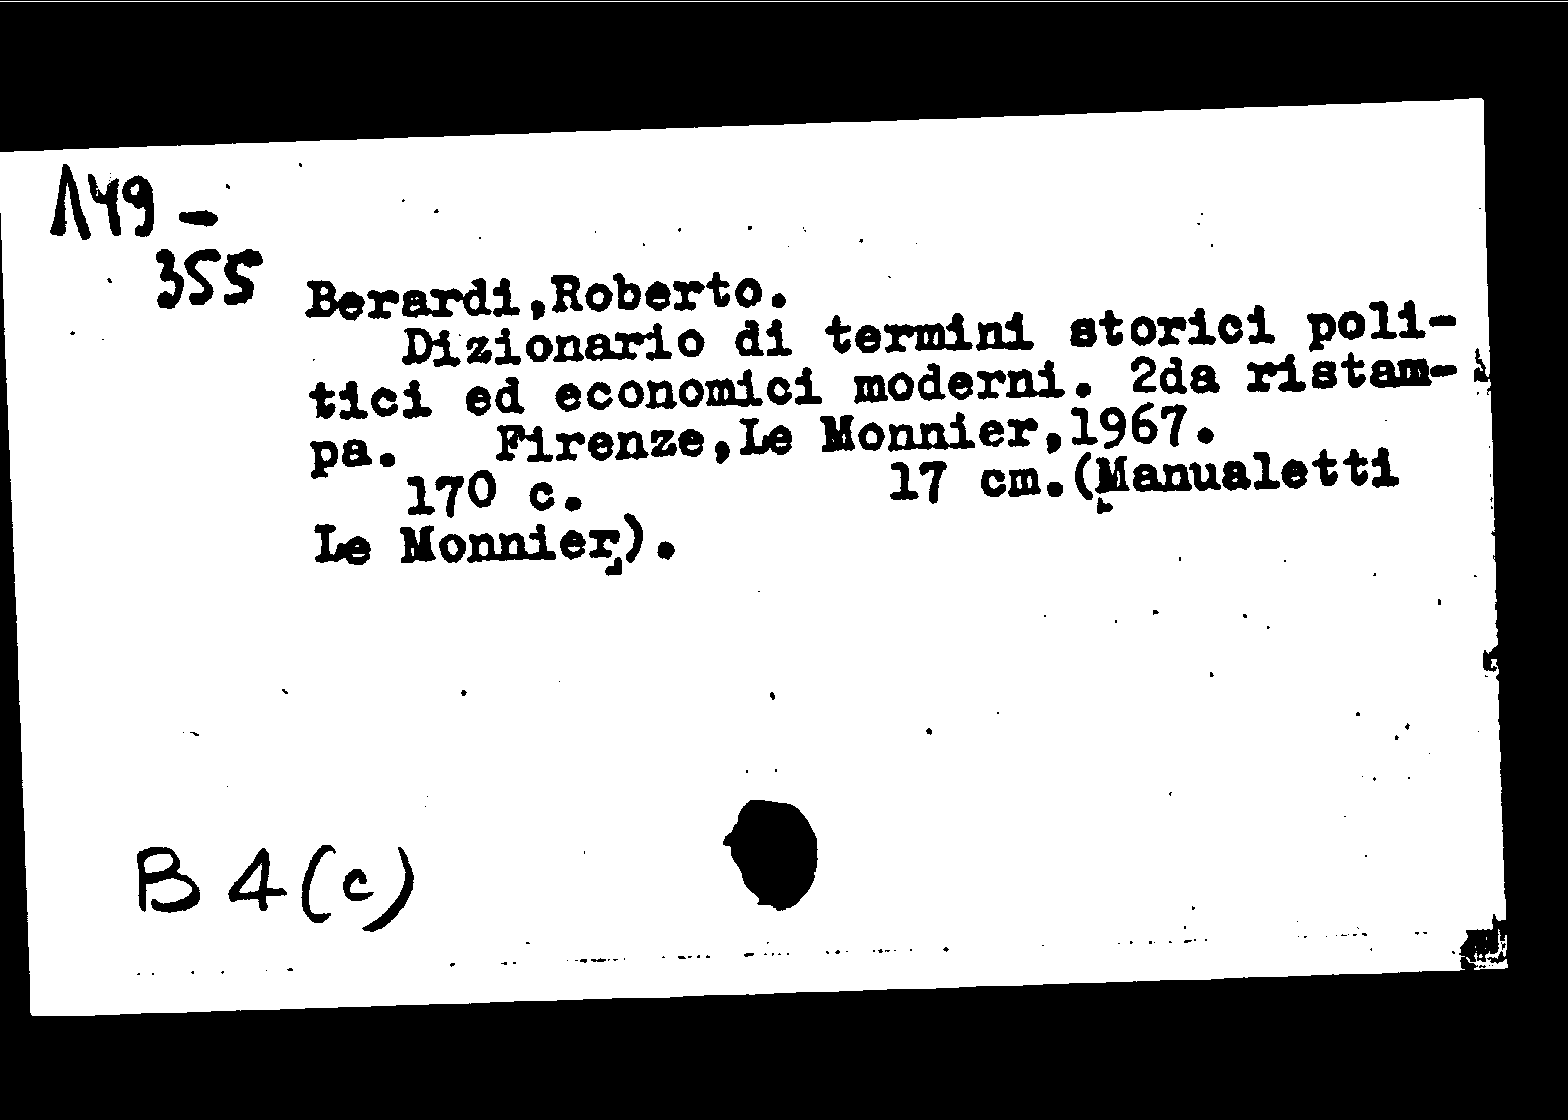 149-
355
Berardi,Roberto.
Dizionario di termini storici poli-
tici ed economici moderni. 2da ristam-
pa. Firenze,Le Monnier,1967.
170 c. 17 cm.(Manualetti
Le Monnier).
B 4(c)